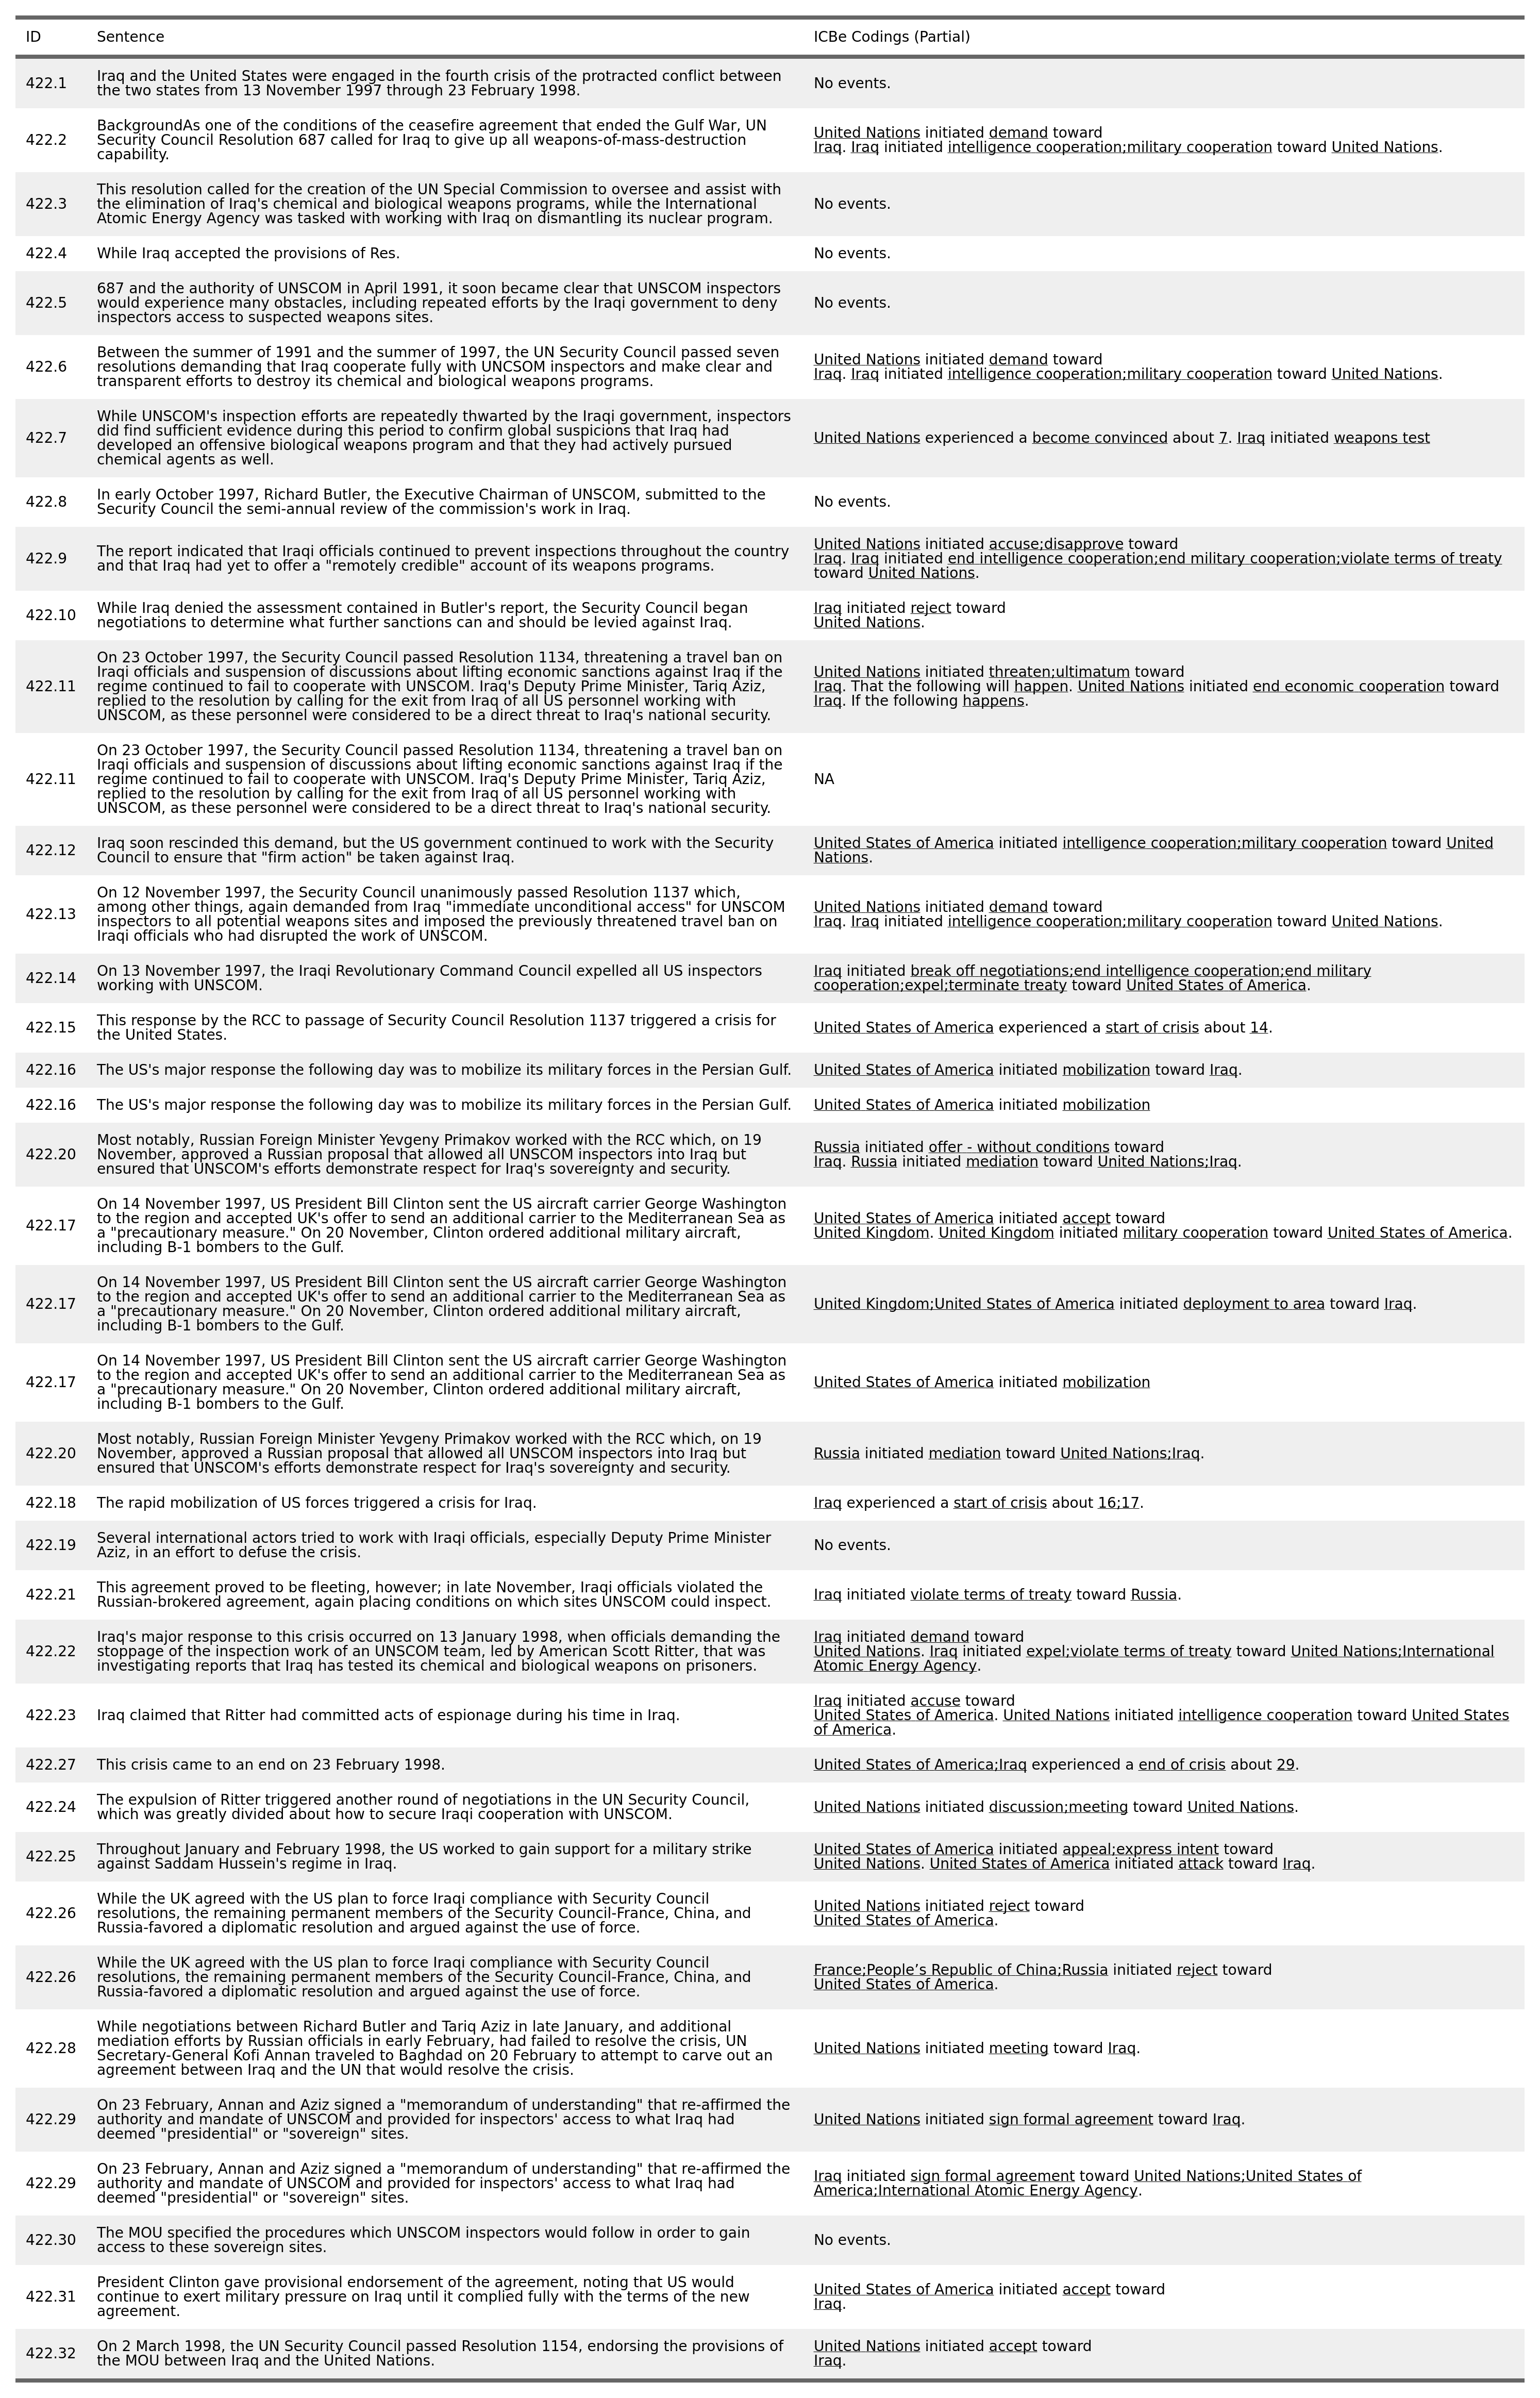 ID Sentence ICBe Codings (Partial)
422.1 Iraq and the United States were engaged in the fourth crisis of the protracted conflict between
the two states from 13 November 1997 through 23 February 1998.
No events.
422.2 BackgroundAs one of the conditions of the ceasefire agreement that ended the Gulf War, UN
Security Council Resolution 687 called for Iraq to give up all weapons-of-mass-destruction
capability.
United Nations initiated demand toward
Iraq. Iraq initiated intelligence cooperation;military cooperation toward United Nations.
422.3 This resolution called for the creation of the UN Special Commission to oversee and assist with
the elimination of Iraq's chemical and biological weapons programs, while the International
Atomic Energy Agency was tasked with working with Iraq on dismantling its nuclear program.
No events.
422.4 While Iraq accepted the provisions of Res.
No events.
422.5 687 and the authority of UNSCOM in April 1991, it soon became clear that UNSCOM inspectors
would experience many obstacles, including repeated efforts by the Iraqi government to deny
inspectors access to suspected weapons sites.
No events.
422.6 Between the summer of 1991 and the summer of 1997, the UN Security Council passed seven
resolutions demanding that Iraq cooperate fully with UNCSOM inspectors and make clear and
transparent efforts to destroy its chemical and biological weapons programs.
United Nations initiated demand toward
Iraq. Iraq initiated intelligence cooperation;military cooperation toward United Nations.
422.7 While UNSCOM's inspection efforts are repeatedly thwarted by the Iraqi government, inspectors
did find sufficient evidence during this period to confirm global suspicions that Iraq had
developed an offensive biological weapons program and that they had actively pursued
chemical agents as well.
United Nations experienced a become convinced about 7. Iraq initiated weapons test
422.8 In early October 1997, Richard Butler, the Executive Chairman of UNSCOM, submitted to the
Security Council the semi-annual review of the commission's work in Iraq.
No events.
422.9 The report indicated that Iraqi officials continued to prevent inspections throughout the country
and that Iraq had yet to offer a "remotely credible" account of its weapons programs.
United Nations initiated accuse;disapprove toward
Iraq. Iraq initiated end intelligence cooperation;end military cooperation;violate terms of treaty
toward United Nations.
422.10 While Iraq denied the assessment contained in Butler's report, the Security Council began
negotiations to determine what further sanctions can and should be levied against Iraq.
Iraq initiated reject toward
United Nations.
422.11 On 23 October 1997, the Security Council passed Resolution 1134, threatening a travel ban on
Iraqi officials and suspension of discussions about lifting economic sanctions against Iraq if the
regime continued to fail to cooperate with UNSCOM. Iraq's Deputy Prime Minister, Tariq Aziz,
replied to the resolution by calling for the exit from Iraq of all US personnel working with
UNSCOM, as these personnel were considered to be a direct threat to Iraq's national security.
United Nations initiated threaten;ultimatum toward
Iraq. That the following will happen. United Nations initiated end economic cooperation toward
Iraq. If the following happens.
422.11 On 23 October 1997, the Security Council passed Resolution 1134, threatening a travel ban on
Iraqi officials and suspension of discussions about lifting economic sanctions against Iraq if the
regime continued to fail to cooperate with UNSCOM. Iraq's Deputy Prime Minister, Tariq Aziz,
replied to the resolution by calling for the exit from Iraq of all US personnel working with
UNSCOM, as these personnel were considered to be a direct threat to Iraq's national security.
NA
422.12 Iraq soon rescinded this demand, but the US government continued to work with the Security
Council to ensure that "firm action" be taken against Iraq.
United States of America initiated intelligence cooperation;military cooperation toward United
Nations.
422.13 On 12 November 1997, the Security Council unanimously passed Resolution 1137 which,
among other things, again demanded from Iraq "immediate unconditional access" for UNSCOM
inspectors to all potential weapons sites and imposed the previously threatened travel ban on
Iraqi officials who had disrupted the work of UNSCOM.
United Nations initiated demand toward
Iraq. Iraq initiated intelligence cooperation;military cooperation toward United Nations.
422.14 On 13 November 1997, the Iraqi Revolutionary Command Council expelled all US inspectors
working with UNSCOM.
Iraq initiated break off negotiations;end intelligence cooperation;end military
cooperation;expel;terminate treaty toward United States of America.
422.15 This response by the RCC to passage of Security Council Resolution 1137 triggered a crisis for
the United States.
United States of America experienced a start of crisis about 14.
422.16 The US's major response the following day was to mobilize its military forces in the Persian Gulf.
United States of America initiated mobilization toward Iraq.
422.16 The US's major response the following day was to mobilize its military forces in the Persian Gulf.
United States of America initiated mobilization
422.20 Most notably, Russian Foreign Minister Yevgeny Primakov worked with the RCC which, on 19
November, approved a Russian proposal that allowed all UNSCOM inspectors into Iraq but
ensured that UNSCOM's efforts demonstrate respect for Iraq's sovereignty and security.
Russia initiated offer - without conditions toward
Iraq. Russia initiated mediation toward United Nations;Iraq.
422.17 On 14 November 1997, US President Bill Clinton sent the US aircraft carrier George Washington
to the region and accepted UK's offer to send an additional carrier to the Mediterranean Sea as
a "precautionary measure." On 20 November, Clinton ordered additional military aircraft,
including B-1 bombers to the Gulf.
United States of America initiated accept toward
United Kingdom. United Kingdom initiated military cooperation toward United States of America.
422.17 On 14 November 1997, US President Bill Clinton sent the US aircraft carrier George Washington
to the region and accepted UK's offer to send an additional carrier to the Mediterranean Sea as
a "precautionary measure." On 20 November, Clinton ordered additional military aircraft,
including B-1 bombers to the Gulf.
United Kingdom;United States of America initiated deployment to area toward Iraq.
422.17 On 14 November 1997, US President Bill Clinton sent the US aircraft carrier George Washington
to the region and accepted UK's offer to send an additional carrier to the Mediterranean Sea as
a "precautionary measure." On 20 November, Clinton ordered additional military aircraft,
including B-1 bombers to the Gulf.
United States of America initiated mobilization
422.20 Most notably, Russian Foreign Minister Yevgeny Primakov worked with the RCC which, on 19
November, approved a Russian proposal that allowed all UNSCOM inspectors into Iraq but
ensured that UNSCOM's efforts demonstrate respect for Iraq's sovereignty and security.
Russia initiated mediation toward United Nations;Iraq.
422.18 The rapid mobilization of US forces triggered a crisis for Iraq.
Iraq experienced a start of crisis about 16;17.
422.19 Several international actors tried to work with Iraqi officials, especially Deputy Prime Minister
Aziz, in an effort to defuse the crisis.
No events.
422.21 This agreement proved to be fleeting, however; in late November, Iraqi officials violated the
Russian-brokered agreement, again placing conditions on which sites UNSCOM could inspect.
Iraq initiated violate terms of treaty toward Russia.
422.22 Iraq's major response to this crisis occurred on 13 January 1998, when officials demanding the
stoppage of the inspection work of an UNSCOM team, led by American Scott Ritter, that was
investigating reports that Iraq has tested its chemical and biological weapons on prisoners.
Iraq initiated demand toward
United Nations. Iraq initiated expel;violate terms of treaty toward United Nations;International
Atomic Energy Agency.
422.23 Iraq claimed that Ritter had committed acts of espionage during his time in Iraq.
Iraq initiated accuse toward
United States of America. United Nations initiated intelligence cooperation toward United States
of America.
422.27 This crisis came to an end on 23 February 1998.
United States of America;Iraq experienced a end of crisis about 29.
422.24 The expulsion of Ritter triggered another round of negotiations in the UN Security Council,
which was greatly divided about how to secure Iraqi cooperation with UNSCOM.
United Nations initiated discussion;meeting toward United Nations.
422.25 Throughout January and February 1998, the US worked to gain support for a military strike
against Saddam Hussein's regime in Iraq.
United States of America initiated appeal;express intent toward
United Nations. United States of America initiated attack toward Iraq.
422.26 While the UK agreed with the US plan to force Iraqi compliance with Security Council
resolutions, the remaining permanent members of the Security Council-France, China, and
Russia-favored a diplomatic resolution and argued against the use of force.
United Nations initiated reject toward
United States of America.
422.26 While the UK agreed with the US plan to force Iraqi compliance with Security Council
resolutions, the remaining permanent members of the Security Council-France, China, and
Russia-favored a diplomatic resolution and argued against the use of force.
France;People’s Republic of China;Russia initiated reject toward
United States of America.
422.28 While negotiations between Richard Butler and Tariq Aziz in late January, and additional
mediation efforts by Russian officials in early February, had failed to resolve the crisis, UN
Secretary-General Kofi Annan traveled to Baghdad on 20 February to attempt to carve out an
agreement between Iraq and the UN that would resolve the crisis.
United Nations initiated meeting toward Iraq.
422.29 On 23 February, Annan and Aziz signed a "memorandum of understanding" that re-affirmed the
authority and mandate of UNSCOM and provided for inspectors' access to what Iraq had
deemed "presidential" or "sovereign" sites.
United Nations initiated sign formal agreement toward Iraq.
422.29 On 23 February, Annan and Aziz signed a "memorandum of understanding" that re-affirmed the
authority and mandate of UNSCOM and provided for inspectors' access to what Iraq had
deemed "presidential" or "sovereign" sites.
Iraq initiated sign formal agreement toward United Nations;United States of
America;International Atomic Energy Agency.
422.30 The MOU specified the procedures which UNSCOM inspectors would follow in order to gain
access to these sovereign sites.
No events.
422.31 President Clinton gave provisional endorsement of the agreement, noting that US would
continue to exert military pressure on Iraq until it complied fully with the terms of the new
agreement.
United States of America initiated accept toward
Iraq.
422.32 On 2 March 1998, the UN Security Council passed Resolution 1154, endorsing the provisions of
the MOU between Iraq and the United Nations.
United Nations initiated accept toward
Iraq.